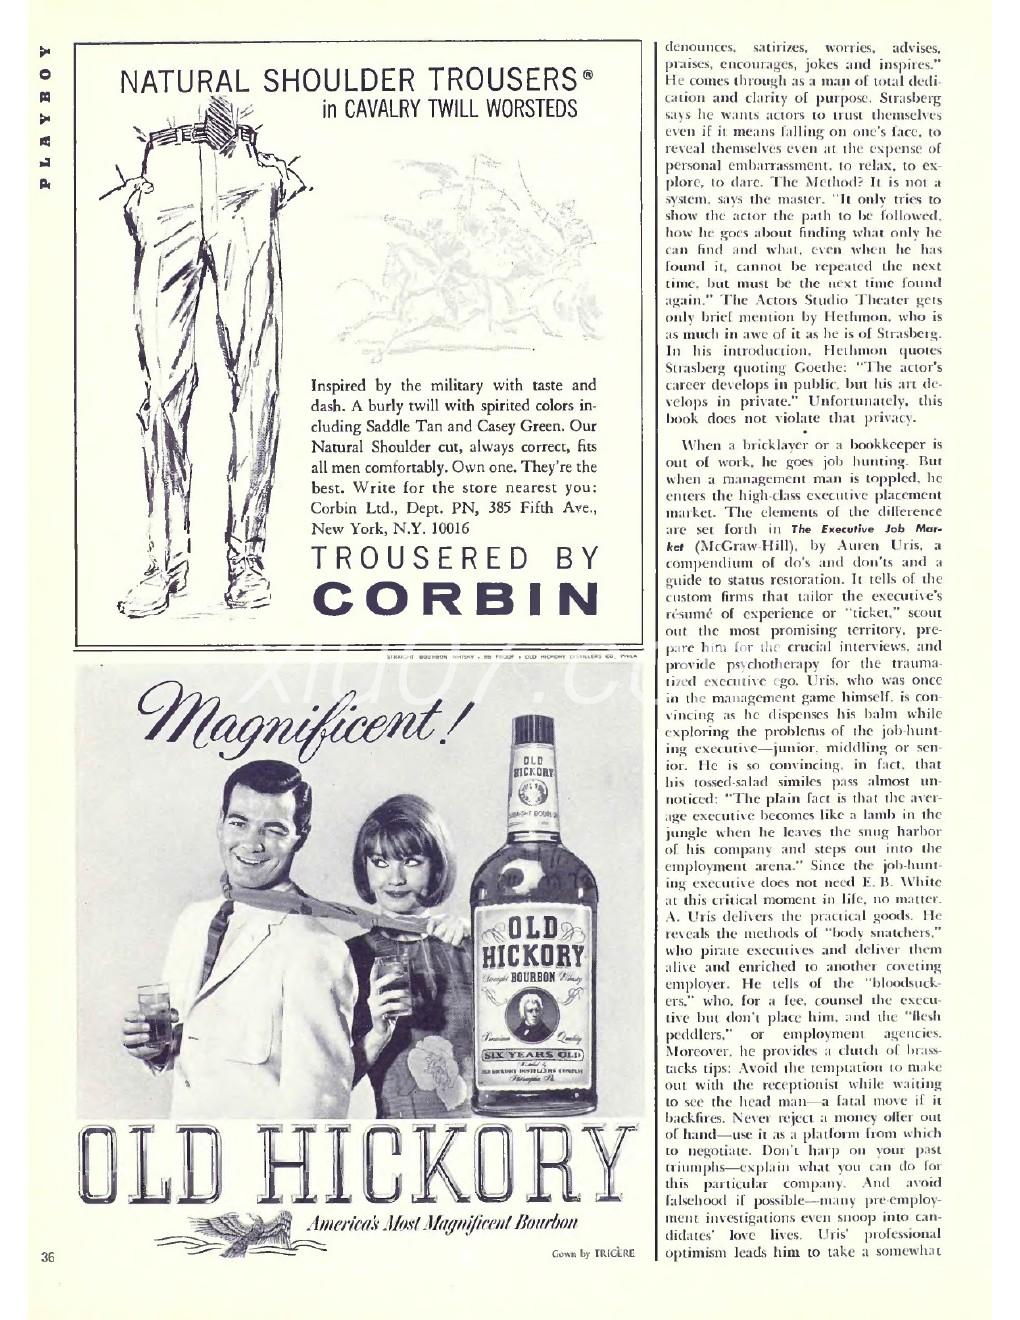 PLAYBOY
NATURAL SHOULDER TROUSERS®
in CAVALRY TWILL WORSTEDS
Inspired by the military with taste and
dash. A burly twill with spirited colors in-
cluding Saddle Tan and Casey Green. Our
Natural Shoulder cut, always correct, fits
all men comfortably. Own one. They're the
best. Write for the store nearest you:
Corbin Ltd., Dept. PN, 385 Fifth Ave.,
New York, N.Y. 10016
TROUSERED BY
CORBIN
STRAIGHT BOURBON WHISKY • 86 PROOF • OLD HICKORY DISTILLERS CO., PHILA.
Magnificent!
OLD
HICKORY
STRAIGHT BOURBON
OLD
HICKORY
Straight BOURBON Whisky
Premium Quality
SIX YEARS OLD
OLD HICKORY DISTILLERS COMPANY
Philadelphia Pa.
OLD HICKORY
America's Most Magnificent Bourbon
Gown by TRIGÈRE
36
denounces, satirizes, worries, advises,
praises, encourages, jokes and inspires."
He comes through as a man of total dedi-
cation and clarity of purpose. Strasberg
says he wants actors to trust themselves
even if it means falling on one's face, to
reveal themselves even at the expense of
personal embarrassment, to relax, to ex-
plore, to dare. The Method? It is not a
system, says the master. "It only tries to
show the actor the path to be followed,
how he goes about finding what only he
can find and what, even when he has
found it, cannot be repeated the next
time, but must be the next time found
again." The Actors Studio Theater gets
only brief mention by Hethmon, who is
as much in awe of it as he is of Strasberg.
In his introduction, Hethmon quotes
Strasberg quoting Goethe: "The actor's
career develops in public, but his art de-
velops in private." Unfortunately, this
book does not violate that privacy.
•
When a bricklayer or a bookkeeper is
out of work, he goes job hunting. But
when a management man is toppled, he
enters the high-class executive placement
market. The elements of the difference
are set forth in The Executive Job Mar-
ket (McGraw-Hill), by Auren Uris, a
compendium of do's and don'ts and a
guide to status restoration. It tells of the
custom firms that tailor the executive's
résumé of experience or "ticket," scout
out the most promising territory, pre-
pare him for the crucial interviews, and
provide psychotherapy for the trauma-
tized executive ego. Uris, who was once
in the management game himself, is con-
vincing as he dispenses his balm while
exploring the problems of the job-hunt-
ing executive—junior, middling or sen-
ior. He is so convincing, in fact, that
his tossed-salad similes pass almost un-
noticed: "The plain fact is that the aver-
age executive becomes like a lamb in the
jungle when he leaves the snug harbor
of his company and steps out into the
employment arena." Since the job-hunt-
ing executive does not need E. B. White
at this critical moment in life, no matter.
A. Uris delivers the practical goods. He
reveals the methods of "body snatchers,"
who pirate executives and deliver them
alive and enriched to another coveting
employer. He tells of the "bloodsuck-
ers," who, for a fee, counsel the execu-
tive but don't place him, and the "flesh
peddlers," or employment agencies.
Moreover, he provides a clutch of brass-
tacks tips: Avoid the temptation to make
out with the receptionist while waiting
to see the head man—a fatal move if it
backfires. Never reject a money offer out
of hand—use it as a platform from which
to negotiate. Don't harp on your past
triumphs—explain what you can do for
this particular company. And avoid
falsehood if possible—many pre-employ-
ment investigations even snoop into can-
didates' love lives. Uris' professional
optimism leads him to take a somewhat